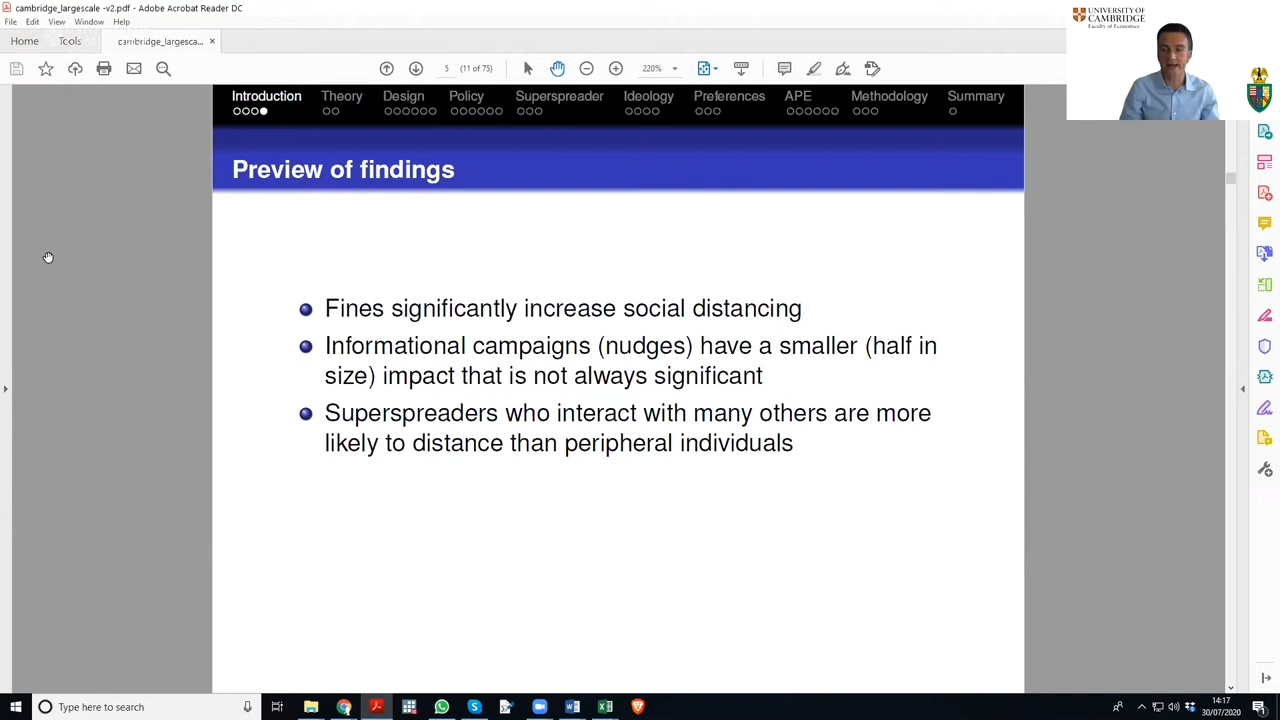 cambridge_largescale -v2.pdf - Adobe Acrobat Reader DC
File Edit View Window Help
Home Tools cambridge_largesca... ×
5 (11 of 75) 220%
UNIVERSITY OF
CAMBRIDGE
Faculty of Economics
Introduction Theory Design Policy Superspreader Ideology Preferences APE Methodology Summary
Preview of findings
Fines significantly increase social distancing
Informational campaigns (nudges) have a smaller (half in
size) impact that is not always significant
Superspreaders who interact with many others are more
likely to distance than peripheral individuals
Type here to search
14:17
30/07/2020